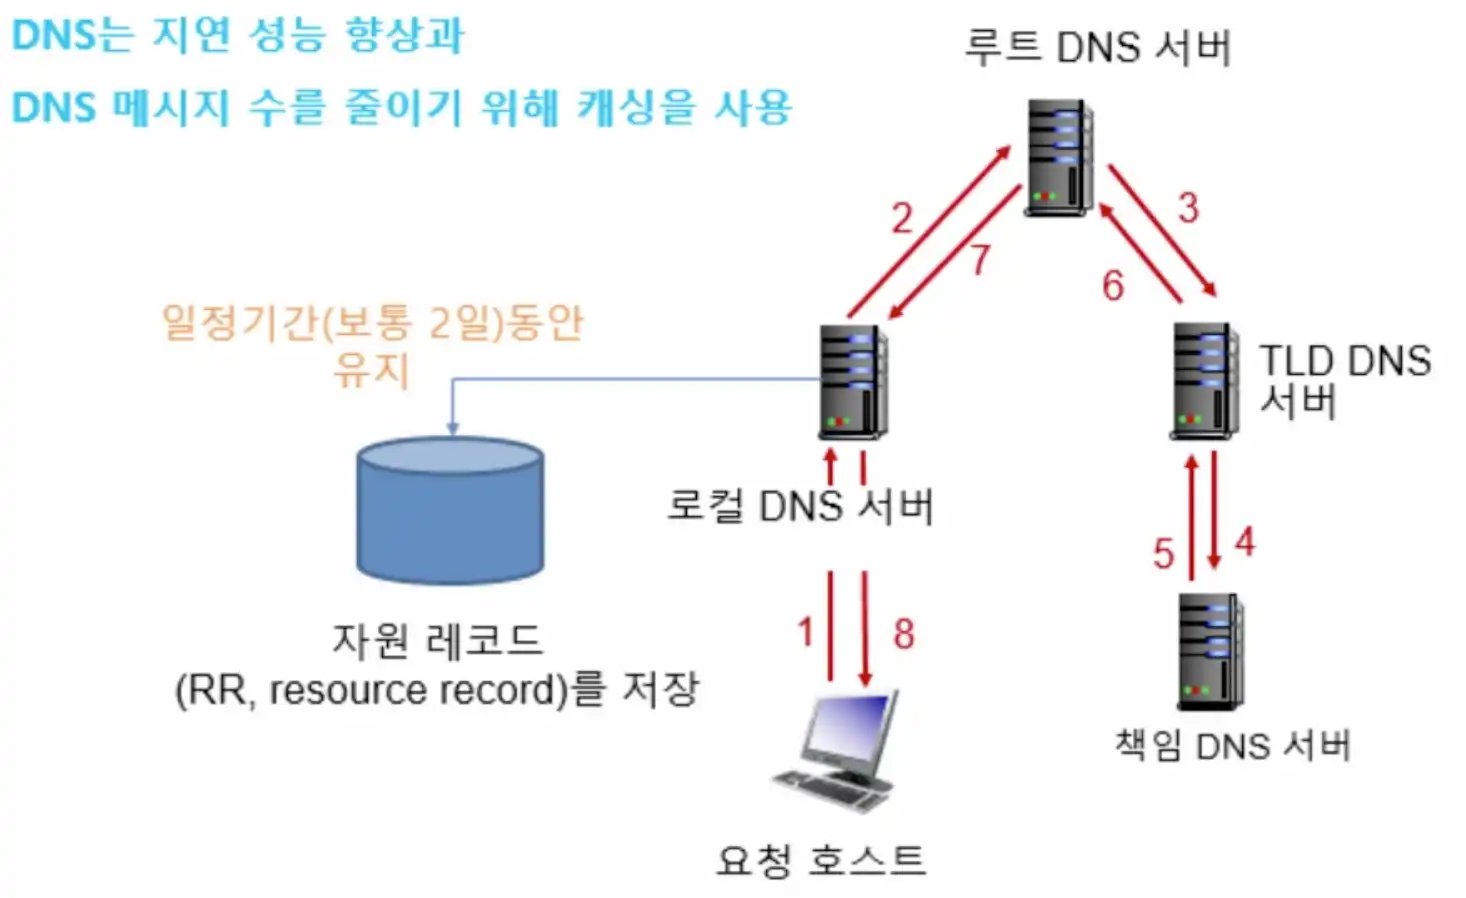 DNS는 지연 성능 향상과
DNS 메시지 수를 줄이기 위해 캐싱을 사용
루트 DNS 서버
2
7
3
6
일정기간(보통 2일)동안
유지
TLD DNS
서버
로컬 DNS 서버
5
4
1
8
자원 레코드
(RR, resource record)를 저장
책임 DNS 서버
요청 호스트